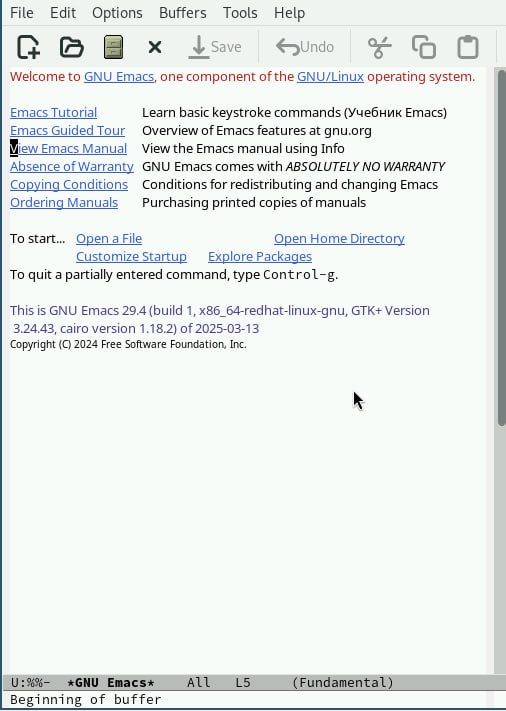 File Edit Options Buffers Tools Help
Save Undo
Welcome to GNU Emacs, one component of the GNU/Linux operating system.
Emacs Tutorial Learn basic keystroke commands (Учебник Emacs)
Emacs Guided Tour Overview of Emacs features at gnu.org
View Emacs Manual View the Emacs manual using Info
Absence of Warranty GNU Emacs comes with ABSOLUTELY NO WARRANTY
Copying Conditions Conditions for redistributing and changing Emacs
Ordering Manuals Purchasing printed copies of manuals
To start... Open a File Open Home Directory
Customize Startup Explore Packages
To quit a partially entered command, type Control-g.
This is GNU Emacs 29.4 (build 1, x86_64-redhat-linux-gnu, GTK+ Version
3.24.43, cairo version 1.18.2) of 2025-03-13
Copyright (C) 2024 Free Software Foundation, Inc.
U:%%- *GNU Emacs* All L5 (Fundamental)
Beginning of buffer